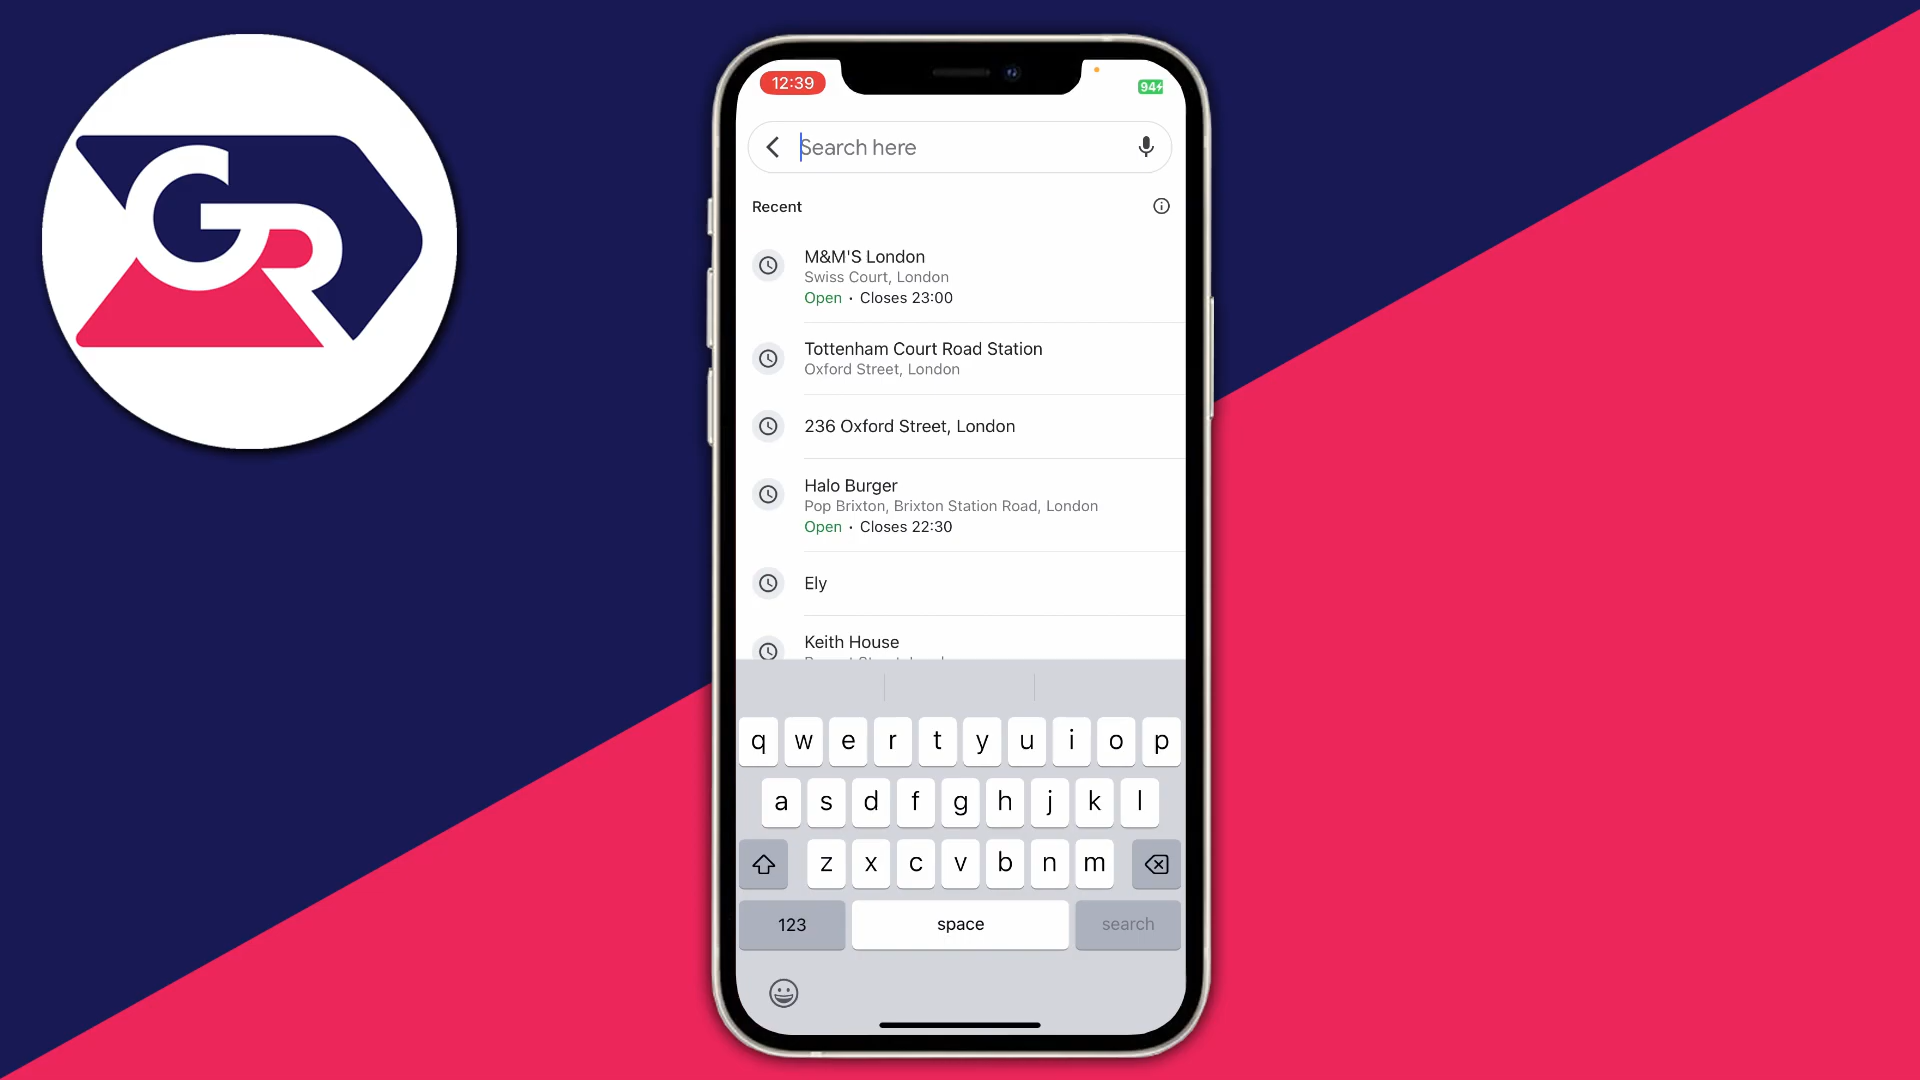 GR
12:39
94
Search here
Recent
M&M'S London
Swiss Court, London
Open · Closes 23:00
Tottenham Court Road Station
Oxford Street, London
236 Oxford Street, London
Halo Burger
Pop Brixton, Brixton Station Road, London
Open · Closes 22:30
Ely
Keith House
q w e r t y u i o p
a s d f g h j k l
z x c v b n m
123 space search